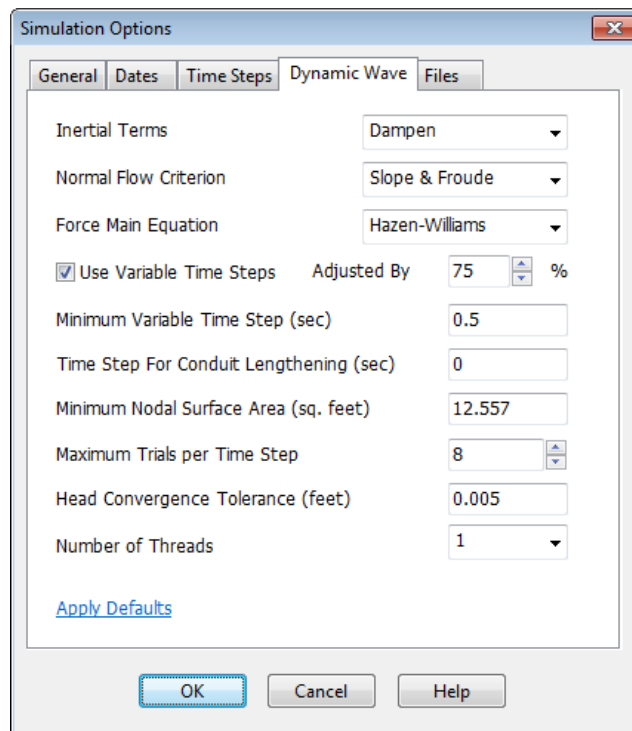 Simulation Options
General Dates Time Steps Dynamic Wave Files
Inertial Terms Dampen
Normal Flow Criterion Slope & Froude
Force Main Equation Hazen-Williams
Use Variable Time Steps Adjusted By 75 %
Minimum Variable Time Step (sec) 0.5
Time Step For Conduit Lengthening (sec) 0
Minimum Nodal Surface Area (sq. feet) 12.557
Maximum Trials per Time Step 8
Head Convergence Tolerance (feet) 0.005
Number of Threads 1
Apply Defaults
OK Cancel Help